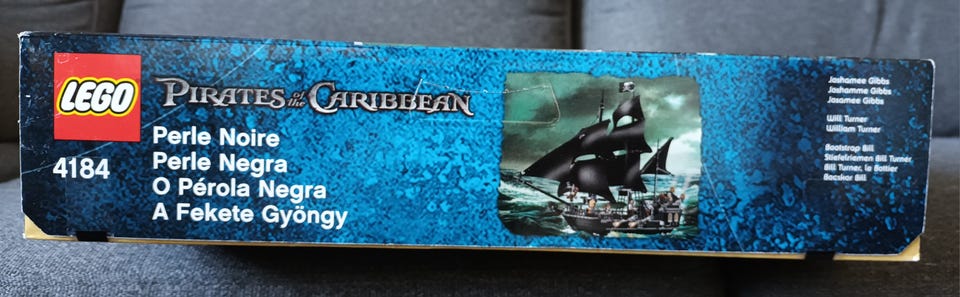 LEGO
4184
PIRATES of the CARIBBEAN
Perle Noire
Perle Negra
O Pérola Negra
A Fekete Gyöngy
Joshamee Gibbs
Joshamme Gibbs
Josamee Gibbs
Will Turner
William Turner
Bootstrap Bill
Stiefelriemen Bill Turner
Bill Turner, le Bottier
Bocskor Bill